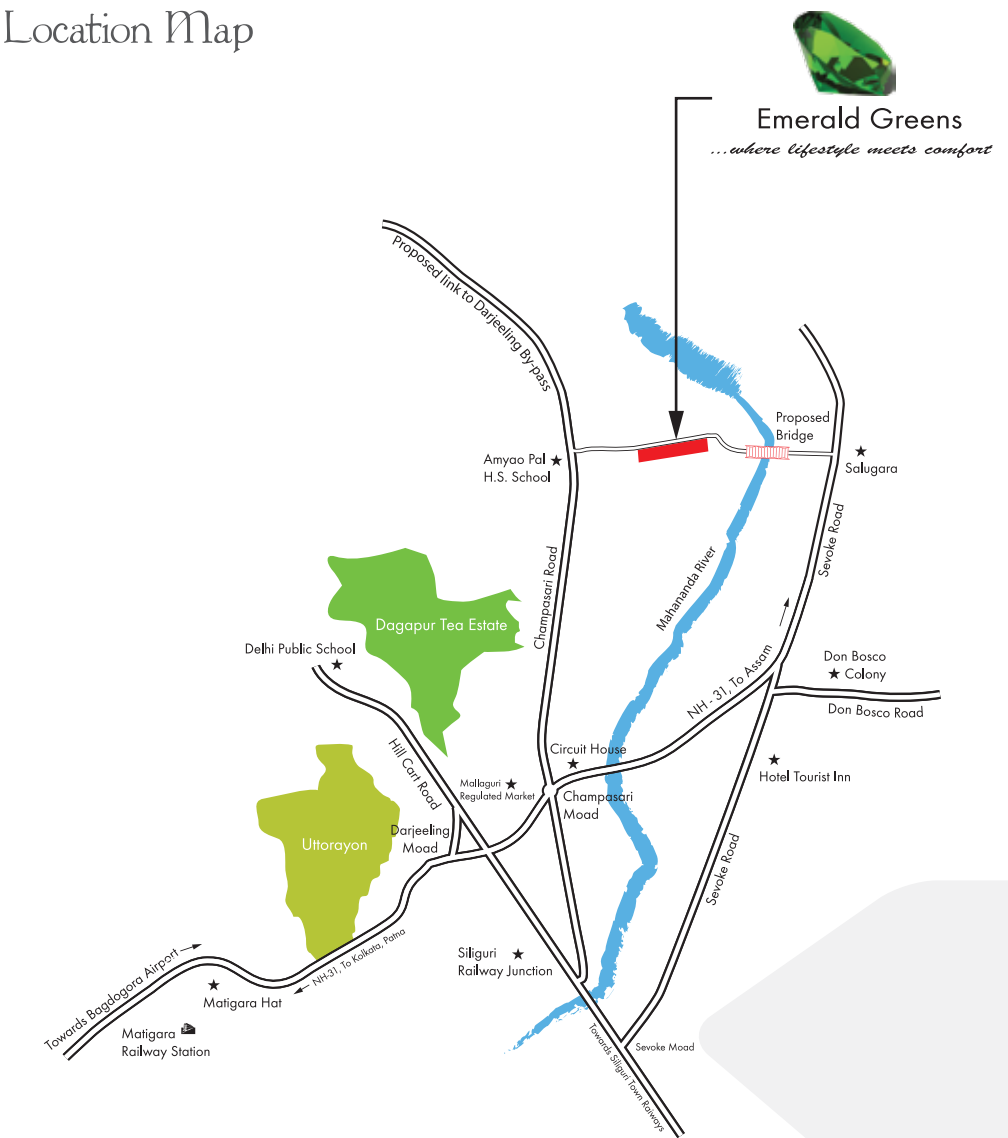 Location Map
Emerald Greens
...where lifestyle meets comfort
Proposed link to Darjeeling By-pass
Proposed
Bridge
Amyao Pal
H.S. School
Salugara
Sevoke Road
Champasari Road
Mahananda River
Dagapur Tea Estate
Delhi Public School
NH - 31, To Assam
Don Bosco
Colony
Don Bosco Road
Hill Cart Road
Circuit House
Hotel Tourist Inn
Mallaguri
Regulated Market
Champasari
Moad
Darjeeling
Moad
Uttorayon
Sevoke Road
NH-31, To Kolkata, Patna
Siliguri
Railway Junction
Towards Bagdogora Airport
Matigara Hat
Matigara
Railway Station
Sevoke Moad
Towards Siliguri Town Raiways